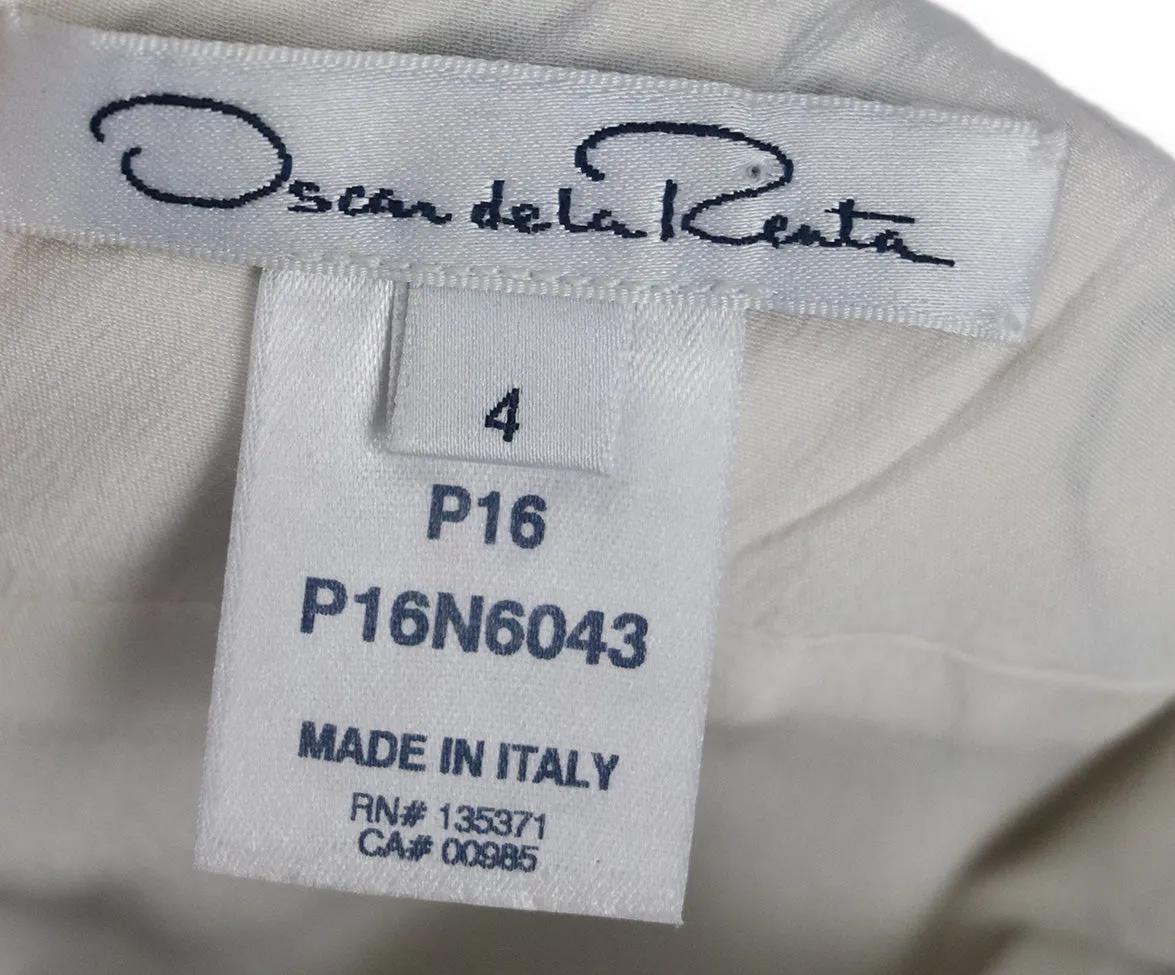 Oscar de la Renta
4
P16
P16N6043
MADE IN ITALY
RN# 135371
CA# 00985